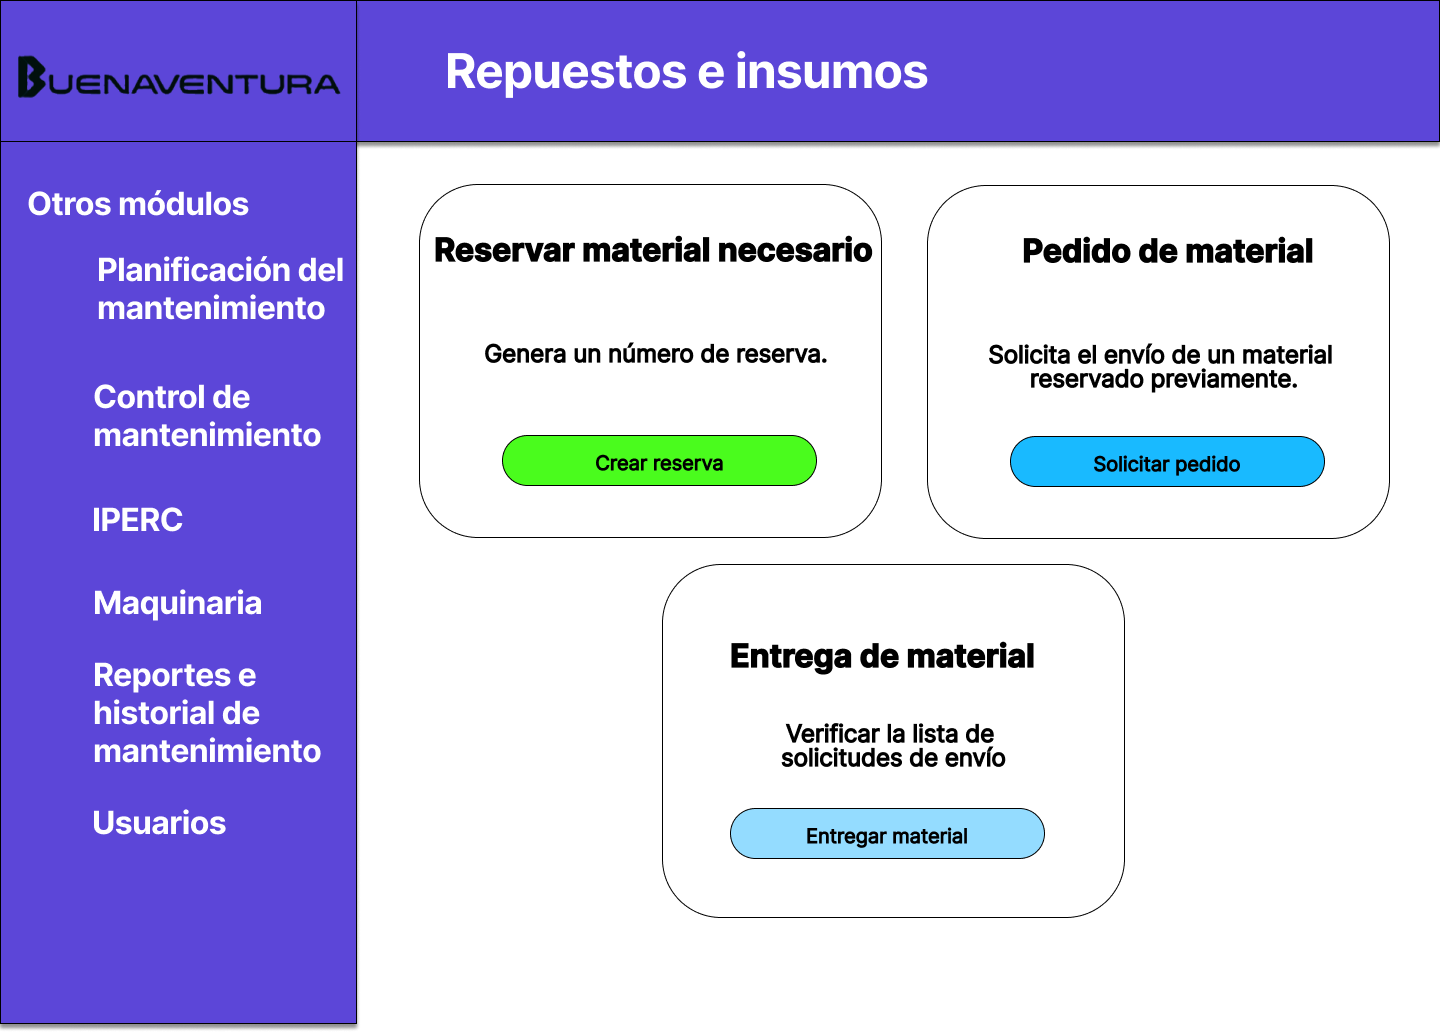 BUENAVENTURA
Repuestos e insumos
Otros módulos
Planificación del
mantenimiento
Control de
mantenimiento
IPERC
Maquinaria
Reportes e
historial de
mantenimiento
Usuarios
Reservar material necesario
Genera un número de reserva.
Crear reserva
Pedido de material
Solicita el envío de un material
reservado previamente.
Solicitar pedido
Entrega de material
Verificar la lista de
solicitudes de envío
Entregar material